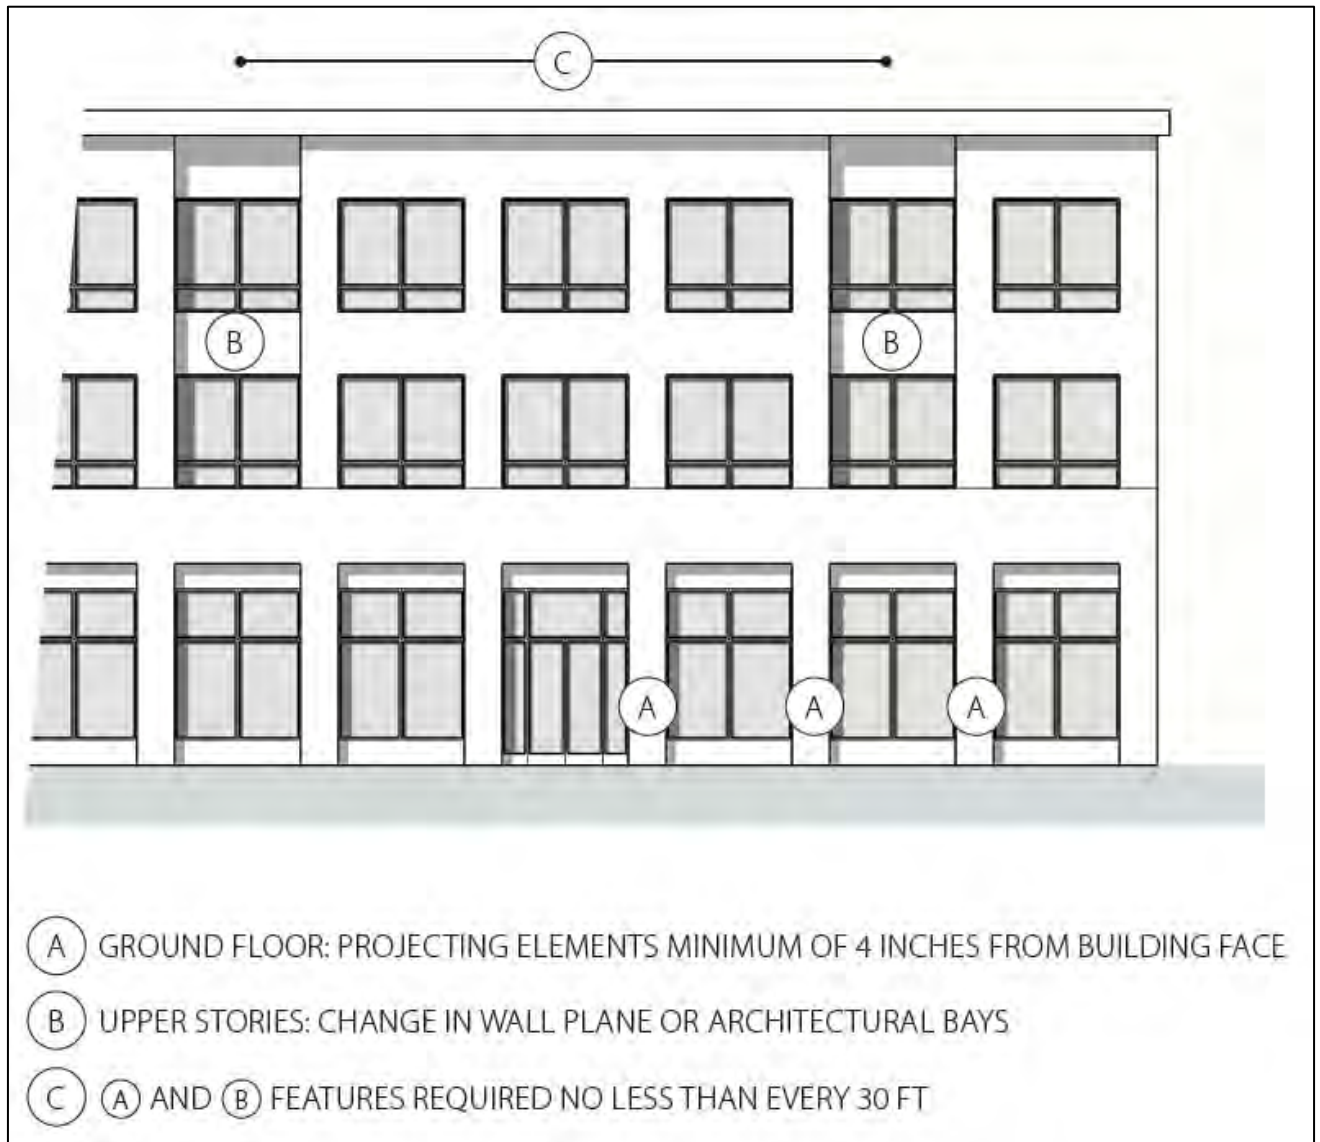 C
B B
A A A
A GROUND FLOOR: PROJECTING ELEMENTS MINIMUM OF 4 INCHES FROM BUILDING FACE
B UPPER STORIES: CHANGE IN WALL PLANE OR ARCHITECTURAL BAYS
C A AND B FEATURES REQUIRED NO LESS THAN EVERY 30 FT